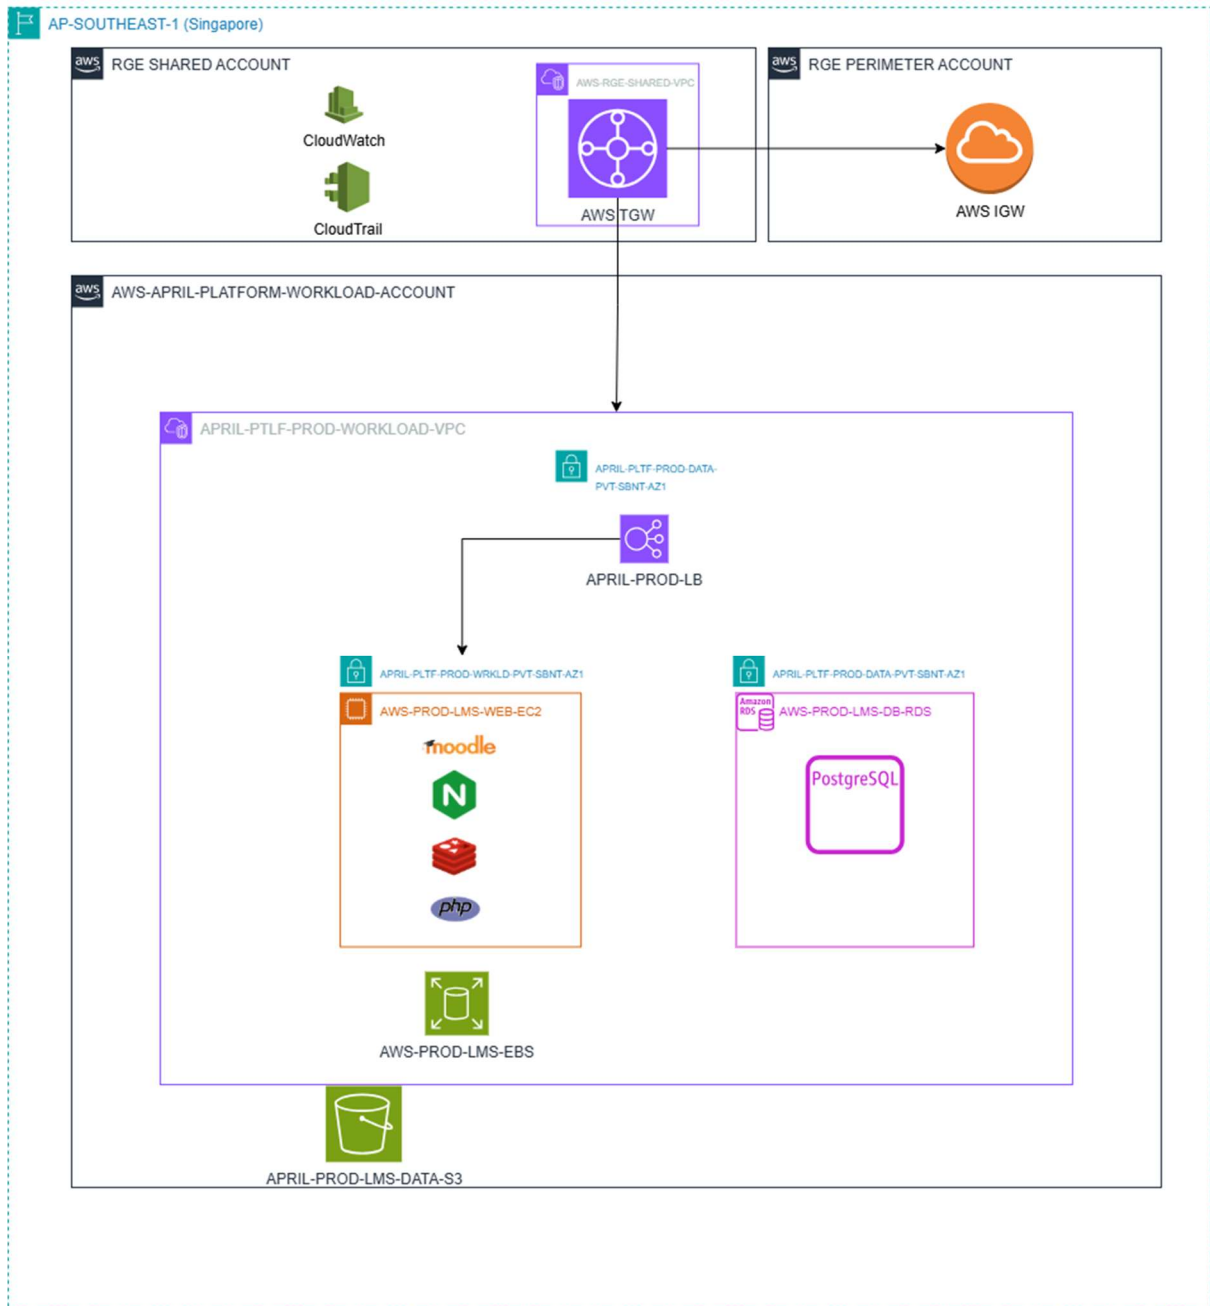 AP-SOUTHEAST-1 (Singapore)
aws
RGE SHARED ACCOUNT
CloudWatch
CloudTrail
AWS-RGE-SHARED-VPC
AWS TGW
aws
RGE PERIMETER ACCOUNT
AWS IGW
aws
AWS-APRIL-PLATFORM-WORKLOAD-ACCOUNT
APRIL-PTLF-PROD-WORKLOAD-VPC
APRIL-PLTF-PROD-DATA-
PVT-SBNT-AZ1
APRIL-PROD-LB
APRIL-PLTF-PROD-WRKLD-PVT-SBNT-AZ1
AWS-PROD-LMS-WEB-EC2
moodle
N
php
AWS-PROD-LMS-EBS
APRIL-PLTF-PROD-DATA-PVT-SBNT-AZ1
Amazon
RDS
AWS-PROD-LMS-DB-RDS
PostgreSQL
APRIL-PROD-LMS-DATA-S3